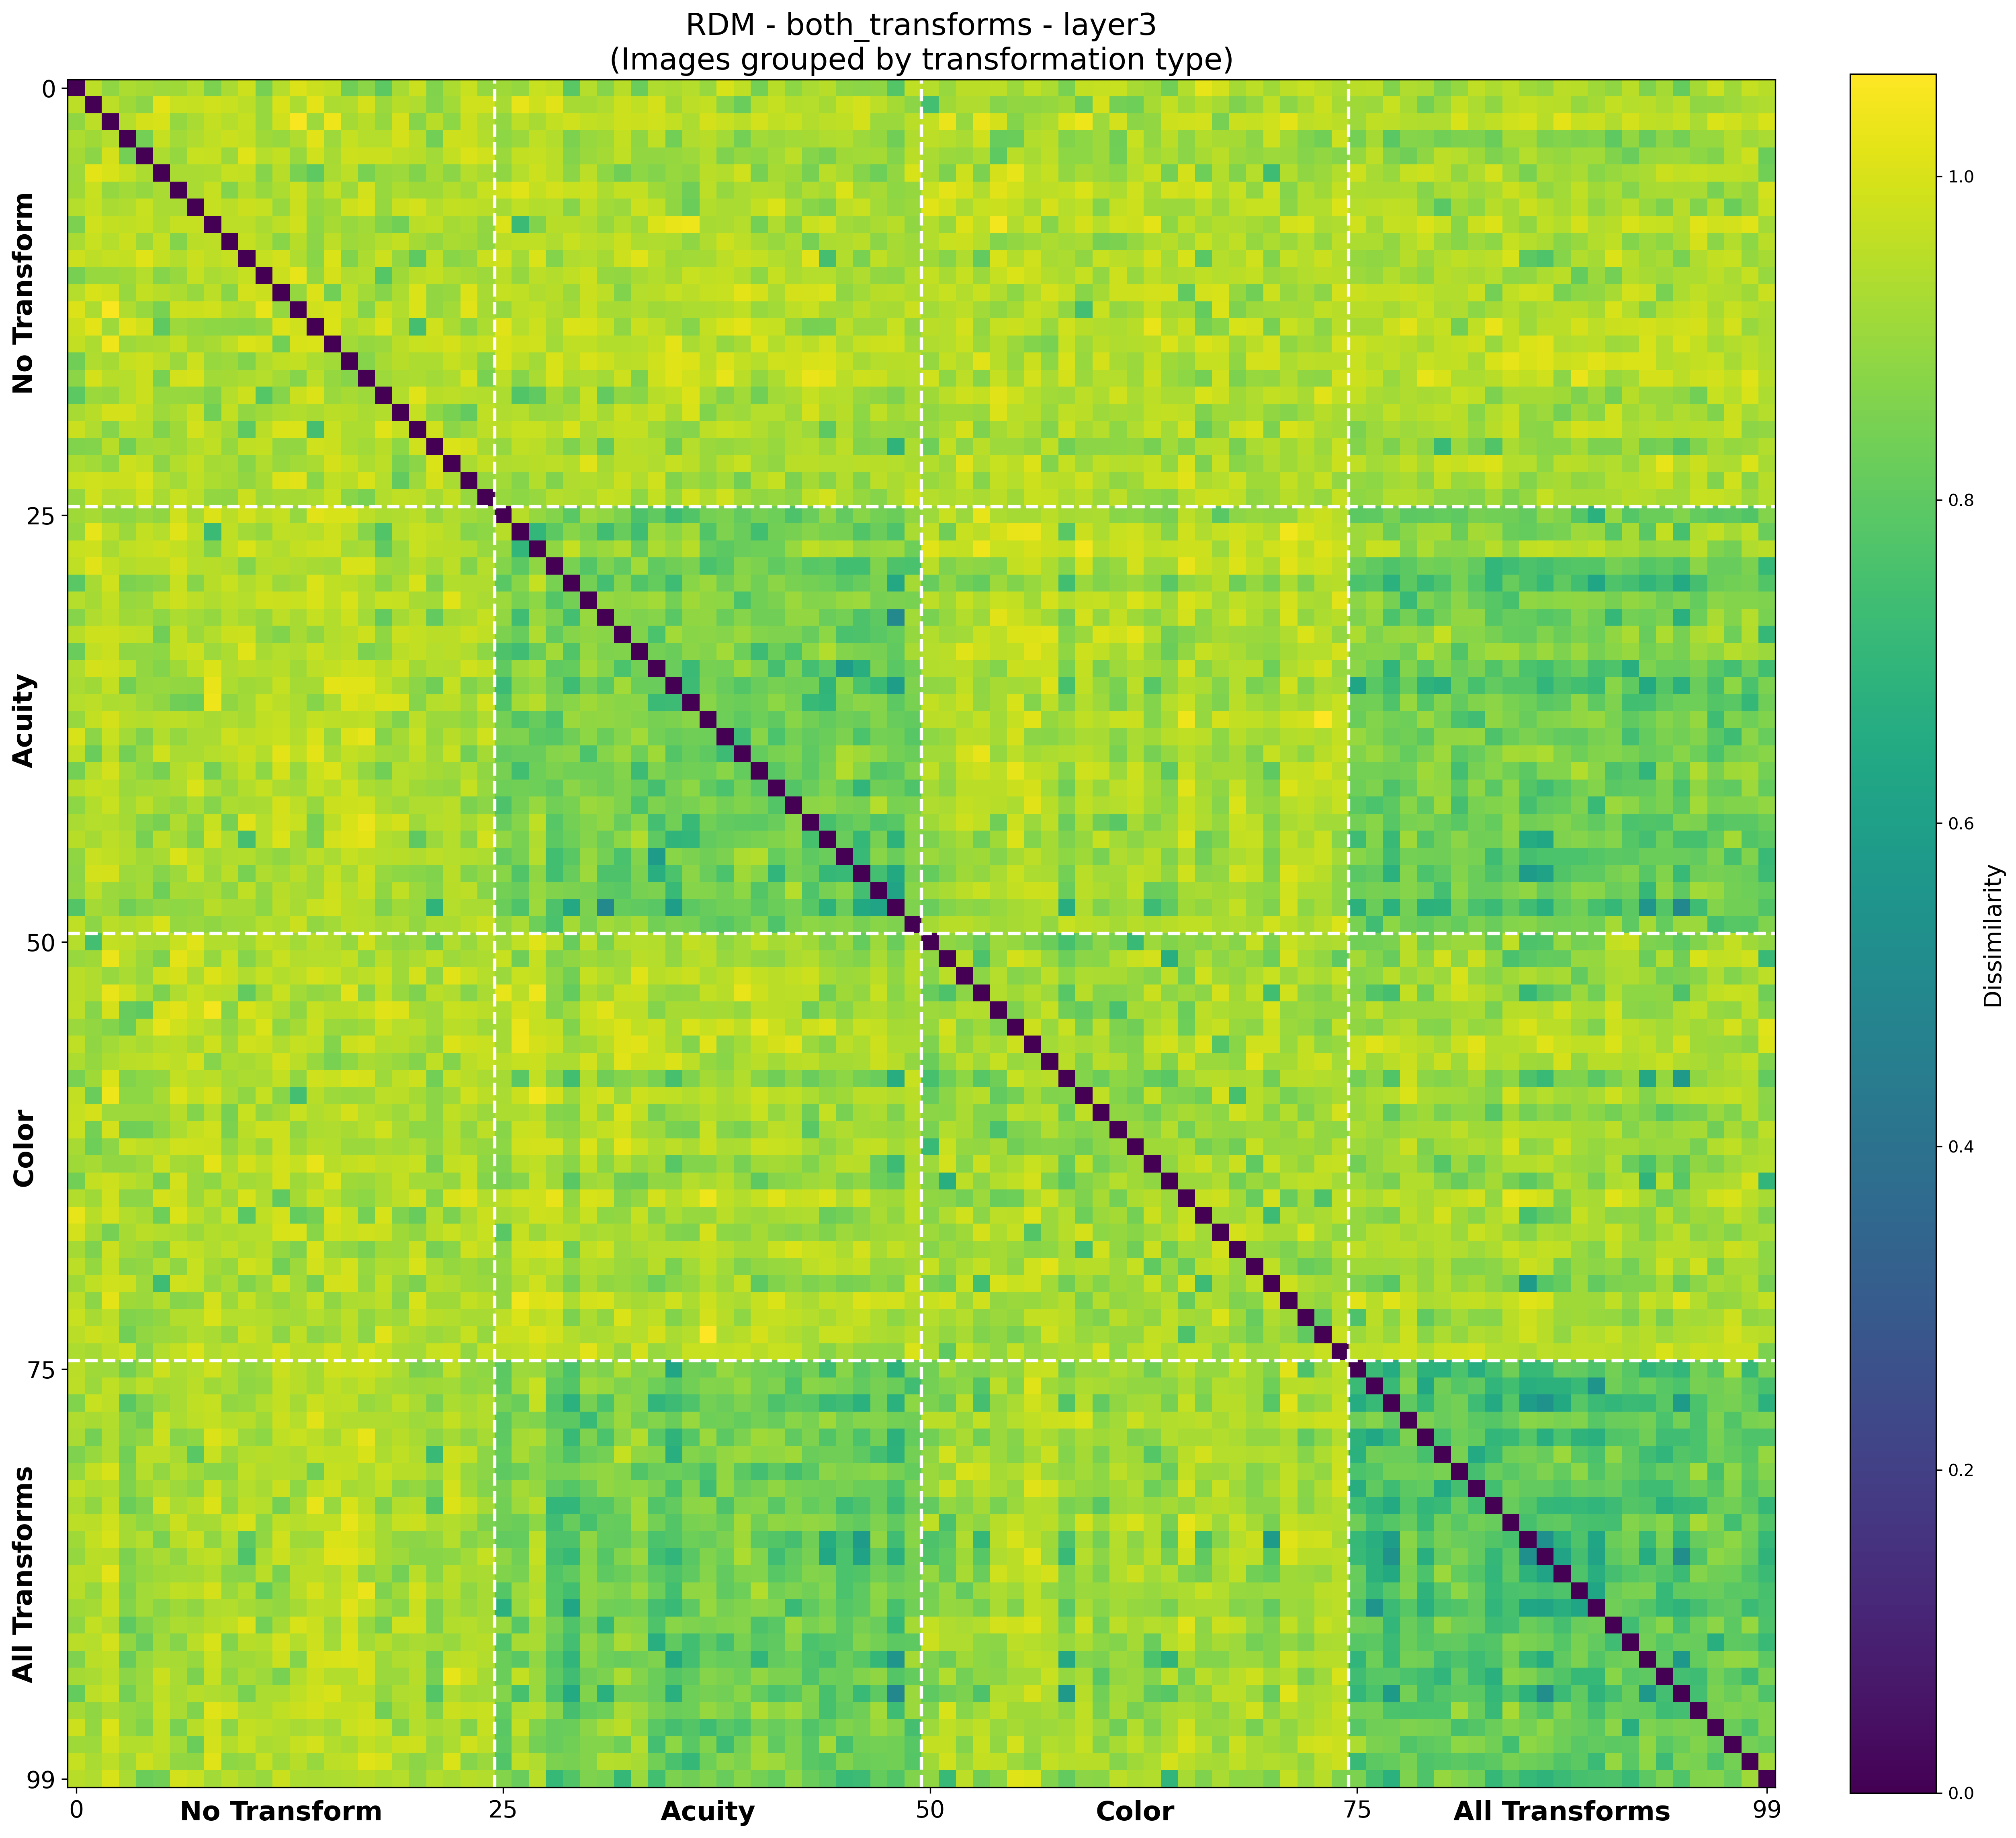 RDM - both_transforms - layer3
(Images grouped by transformation type)
0
25
50
75
99
No Transform
Acuity
Color
All Transforms
0
25
50
75
99
No Transform
Acuity
Color
All Transforms
1.0
0.8
0.6
0.4
0.2
0.0
Dissimilarity